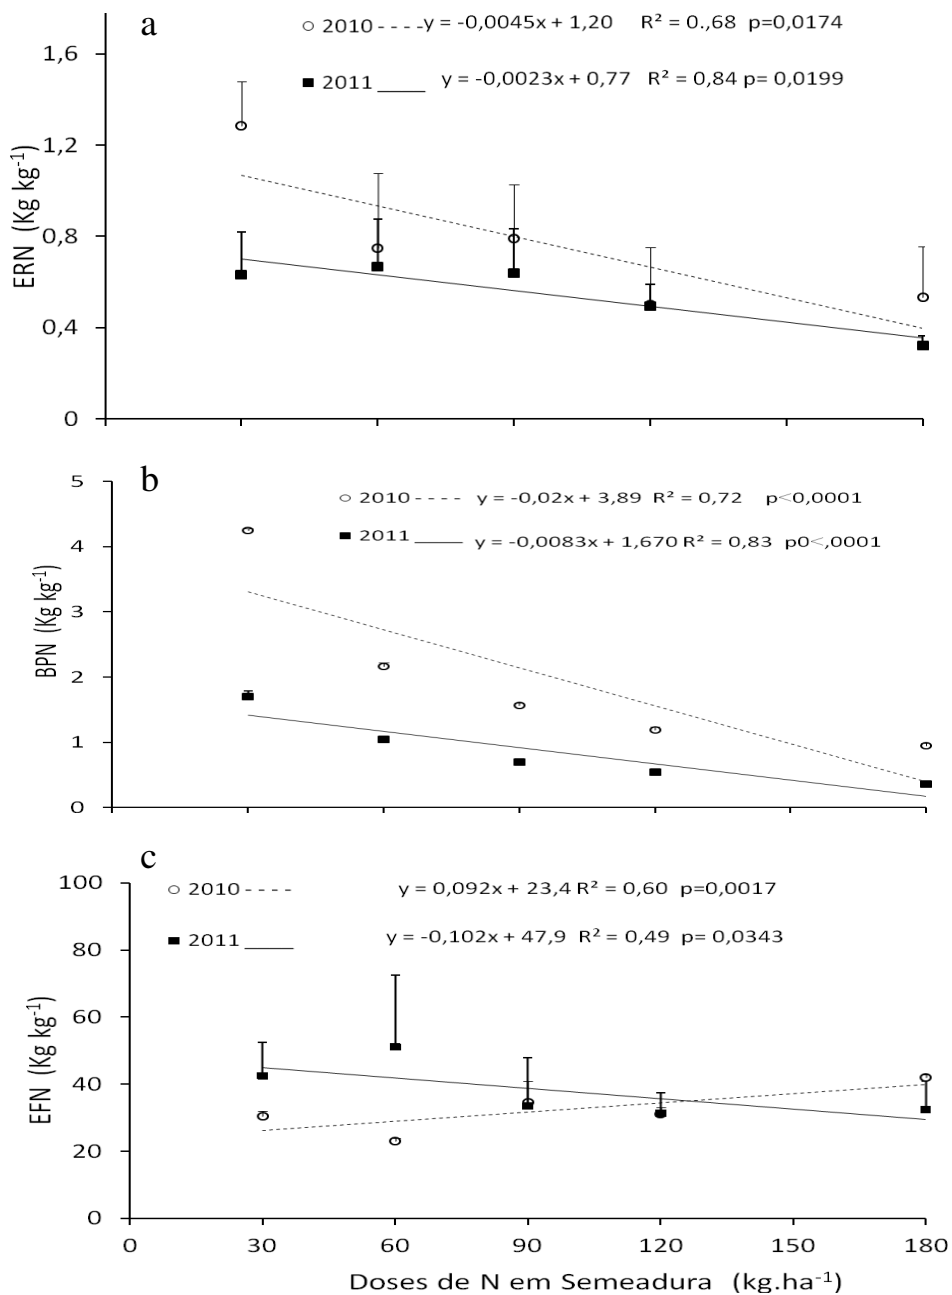 a
2010 y = -0,0045x + 1,20 R² = 0.,68 p=0,0174
2011 y = -0,0023x + 0,77 R² = 0,84 p= 0,0199
1,6
1,2
0,8
0,4
0
ERN (Kg kg⁻¹)
b
2010 y = -0,02x + 3,89 R² = 0,72 p<0,0001
2011 y = -0,0083x + 1,670 R² = 0,83 p0<,0001
5
4
3
2
1
0
BPN (Kg kg⁻¹)
c
2010 y = 0,092x + 23,4 R² = 0,60 p=0,0017
2011 y = -0,102x + 47,9 R² = 0,49 p= 0,0343
100
80
60
40
20
0
EFN (Kg kg⁻¹)
0 30 60 90 120 150 180
Doses de N em Semeadura (kg.ha⁻¹)